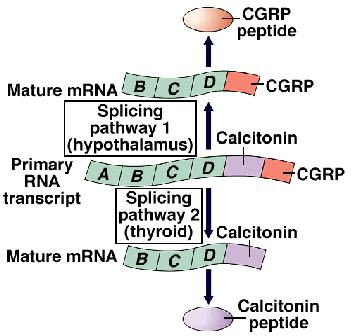 CGRP
peptide
Mature mRNA
B C D
CGRP
Splicing
pathway 1
(hypothalamus)
Calcitonin
Primary
RNA
transcript
A B C D
CGRP
Splicing
pathway 2
(thyroid)
Calcitonin
Mature mRNA
B C D
Calcitonin
peptide